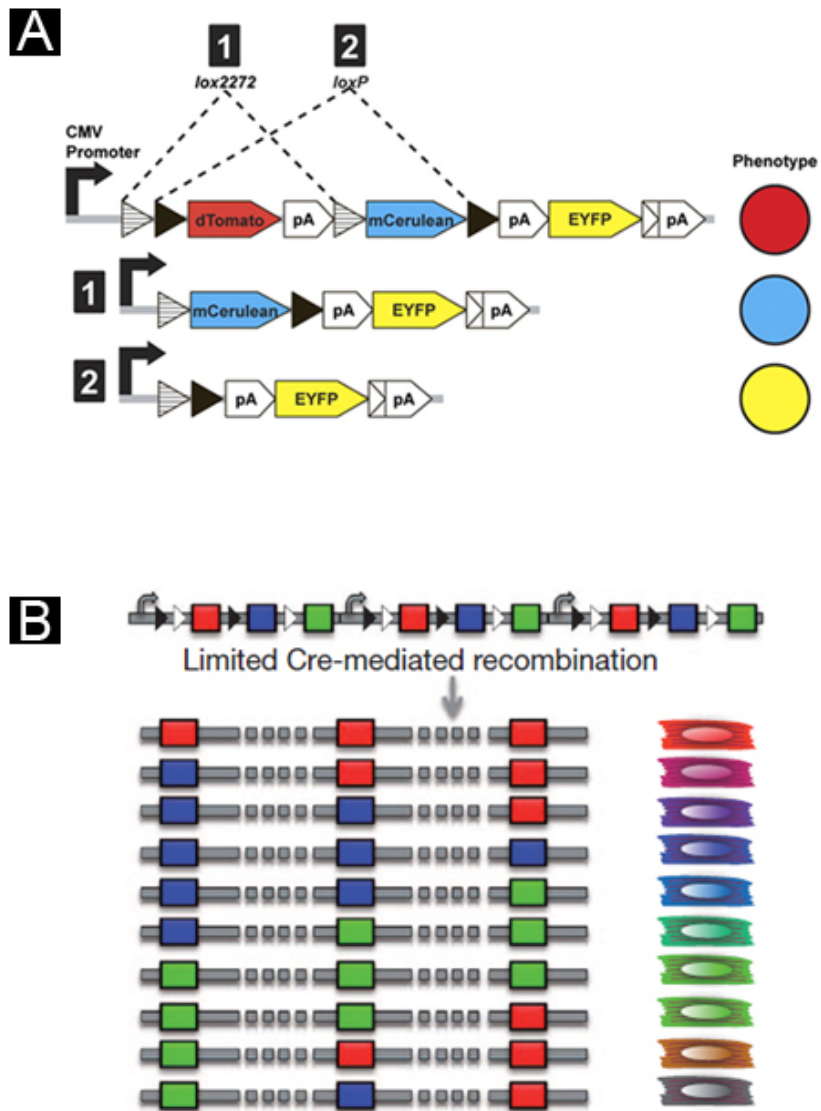 A
1
2
lox2272
loxP
CMV
Promoter
Phenotype
dTomato
pA
mCerulean
pA
EYFP
pA
1
mCerulean
pA
EYFP
pA
2
pA
EYFP
pA
B
Limited Cre-mediated recombination